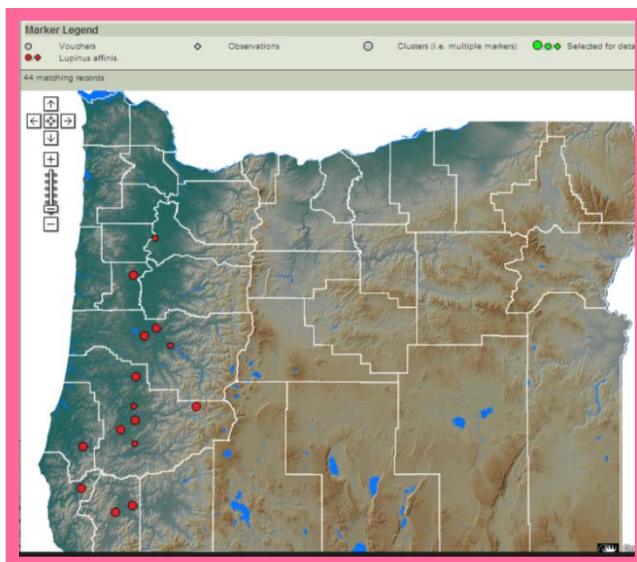 Marker Legend
Vouchers Observations Clusters (i.e. multiple markers) Selected for deta
Lupinus affinis
44 matching records